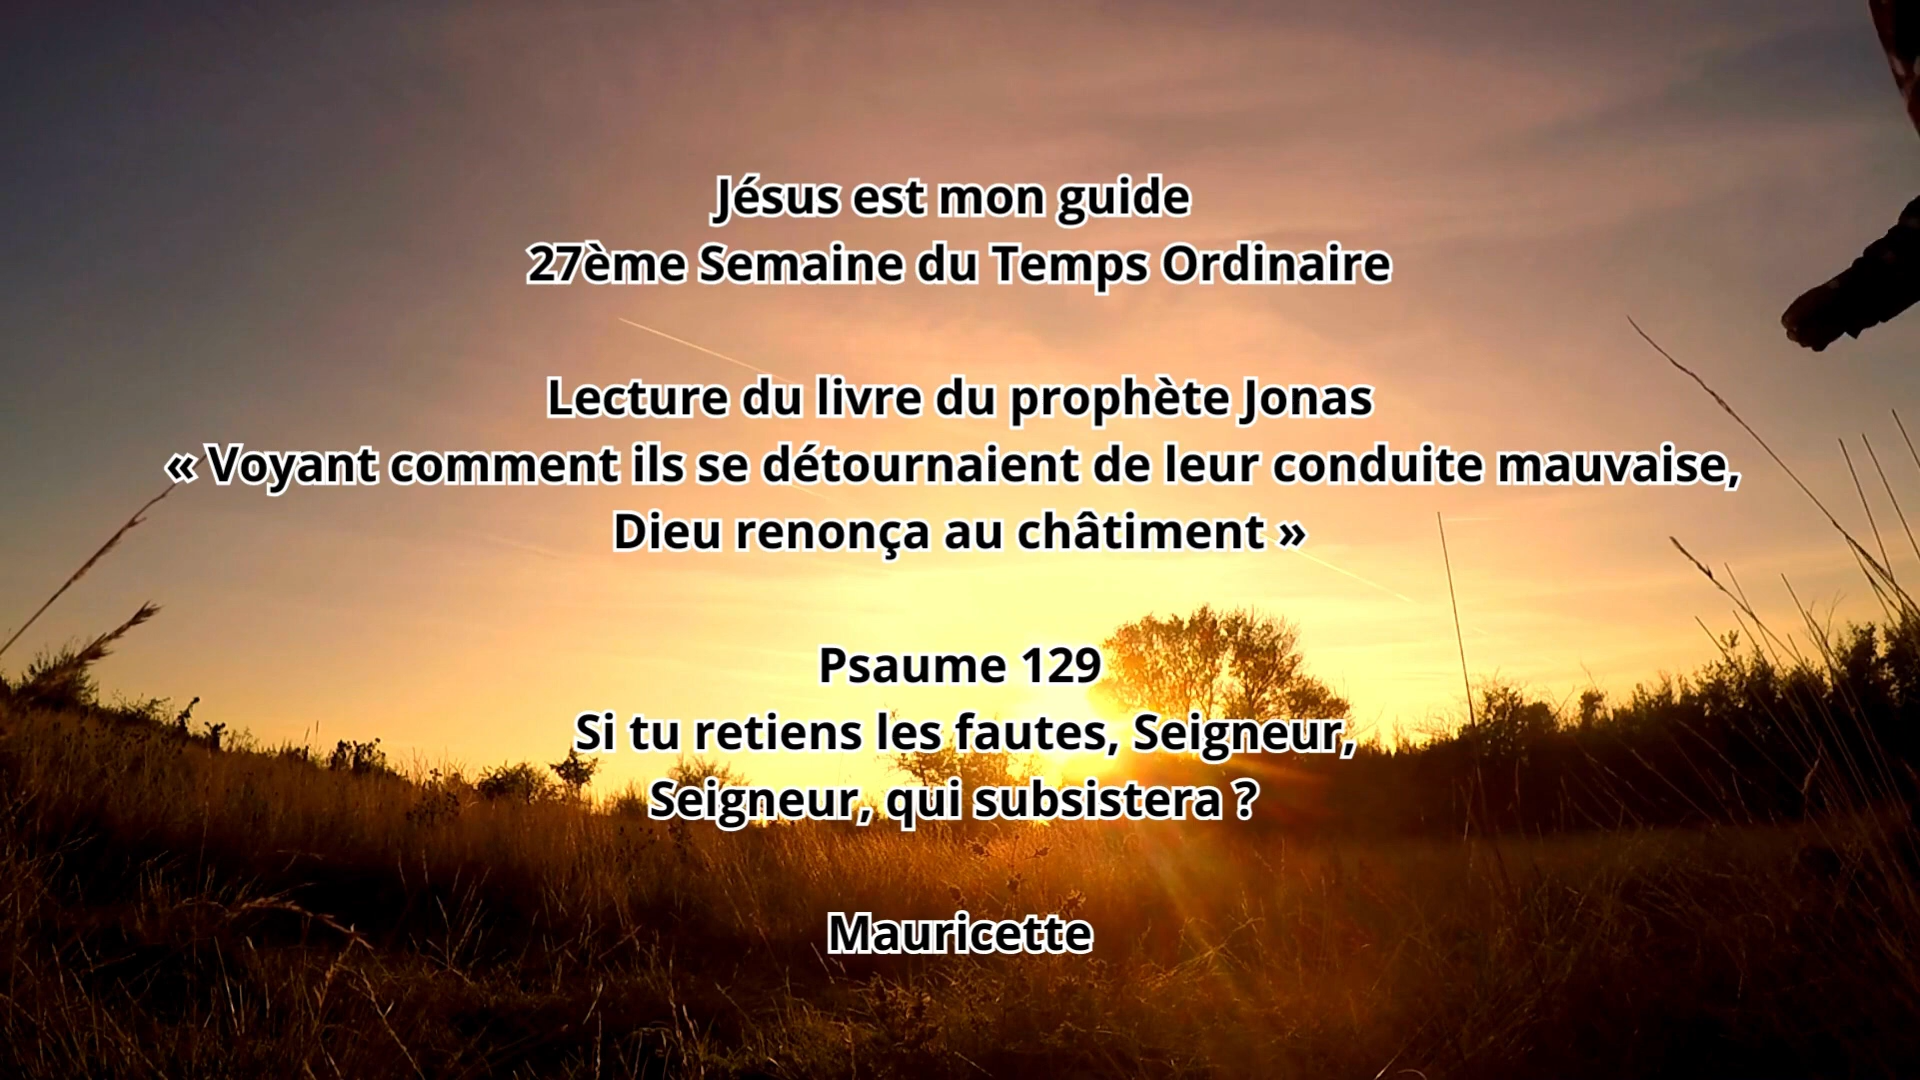 Jésus est mon guide
27ème Semaine du Temps Ordinaire
Lecture du livre du prophète Jonas
« Voyant comment ils se détournaient de leur conduite mauvaise,
Dieu renonça au châtiment »
Psaume 129
Si tu retiens les fautes, Seigneur,
Seigneur, qui subsistera ?
Mauricette